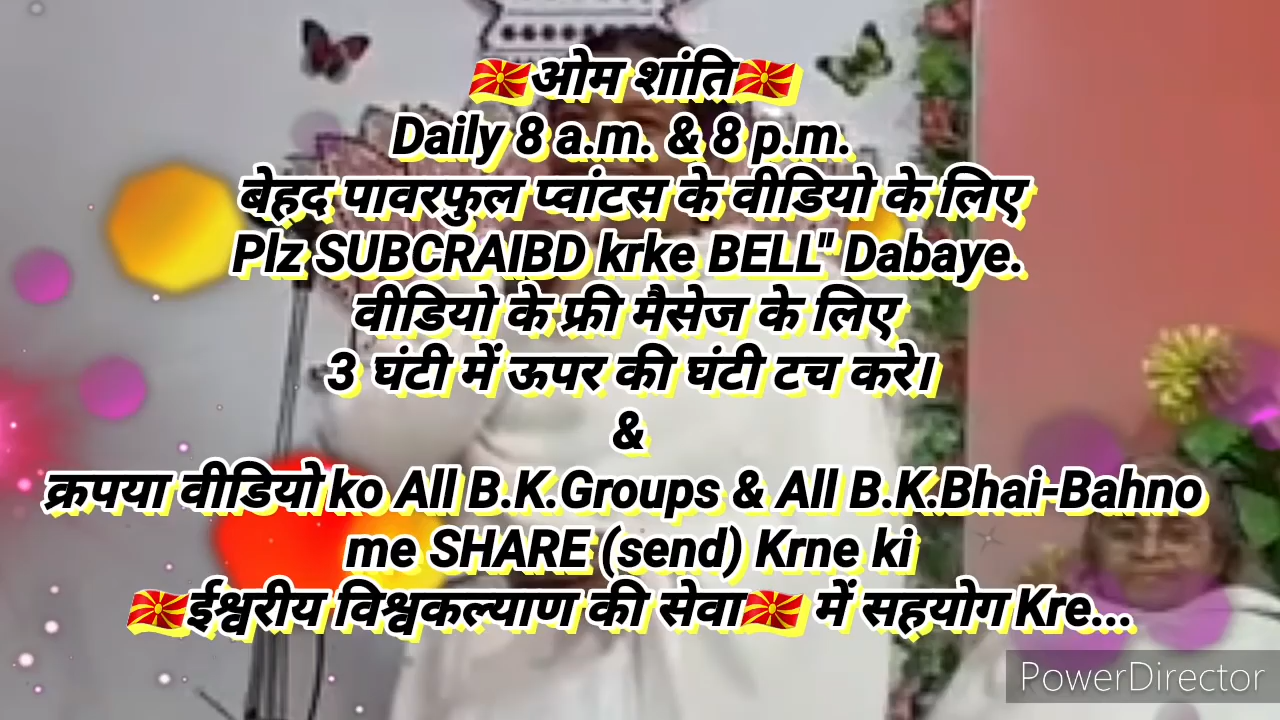 🇲🇰ओम शांति🇲🇰
Daily 8 a.m. & 8 p.m.
बेहद पावरफुल प्वांटस के वीडियो के लिए
Plz SUBCRAIBD krke BELL" Dabaye.
वीडियो के फ्री मैसेज के लिए
3 घंटी में ऊपर की घंटी टच करे।
&
क्रपया वीडियो ko All B.K.Groups & All B.K.Bhai-Bahno
me SHARE (send) Krne ki
🇲🇰ईश्वरीय विश्वकल्याण की सेवा🇲🇰 में सहयोग Kre...
PowerDirector